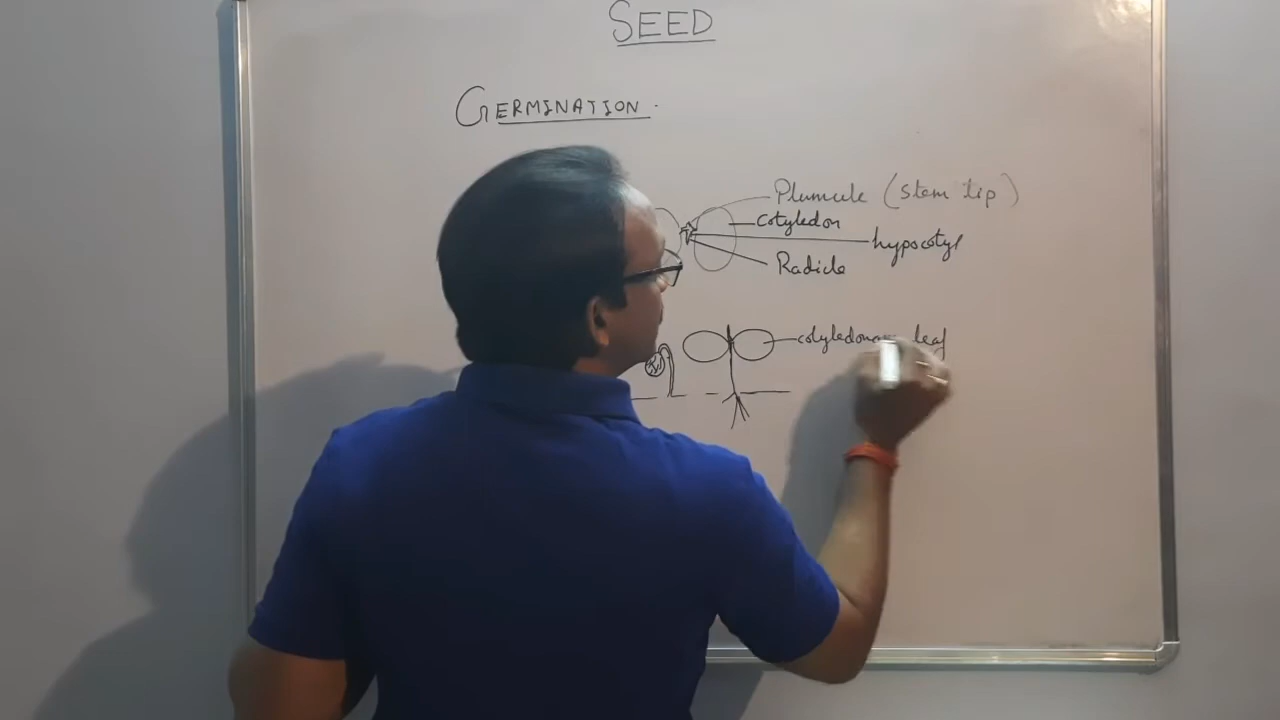 SEED
GERMINATION.
Plumule (stem tip)
cotyledon
hypocotyl
Radicle
leaf